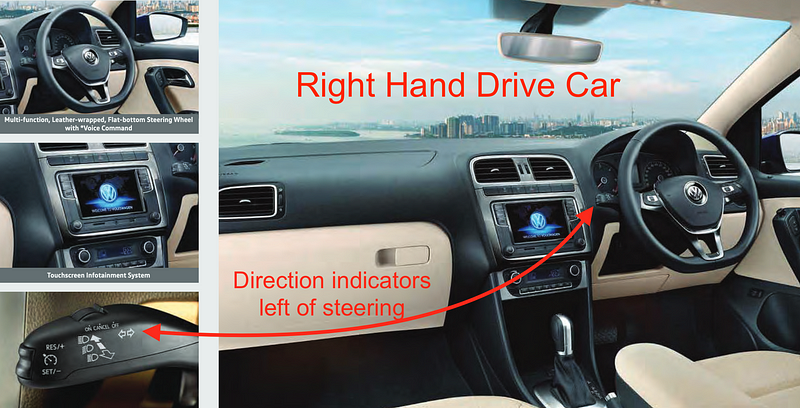 Multi-function, Leather-wrapped, Flat-bottom Steering Wheel
with *Voice Command
WELCOME TO VOLKSWAGEN
Touchscreen Infotainment System
ON CANCEL OFF
RES/+
SET/−
Right Hand Drive Car
Direction indicators
left of steering